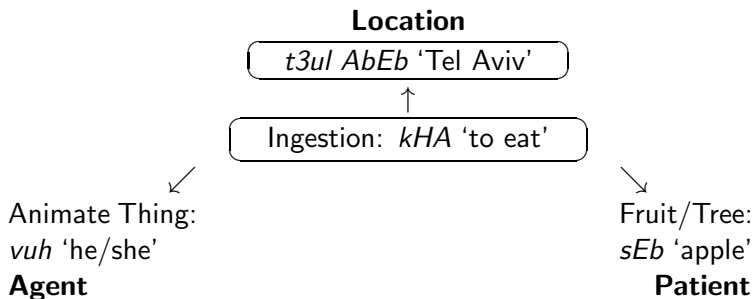 Location
t3ul AbEb ‘Tel Aviv’
↑
Ingestion: kHA ‘to eat’
↙ ↘
Animate Thing: Fruit/Tree:
vuh ‘he/she’ sEb ‘apple’
Agent Patient